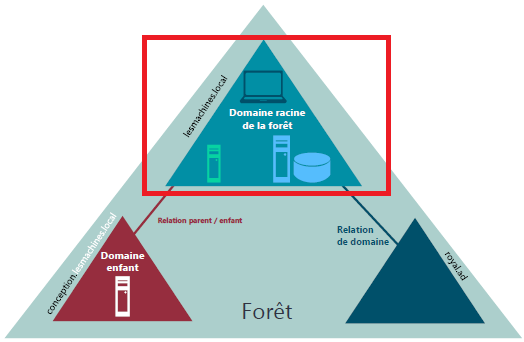 lesmachines.local
Domaine racine
de la forêt
Relation parent / enfant
Relation
de domaine
conception.lesmachines.local
Domaine
enfant
royal.ad
Forêt